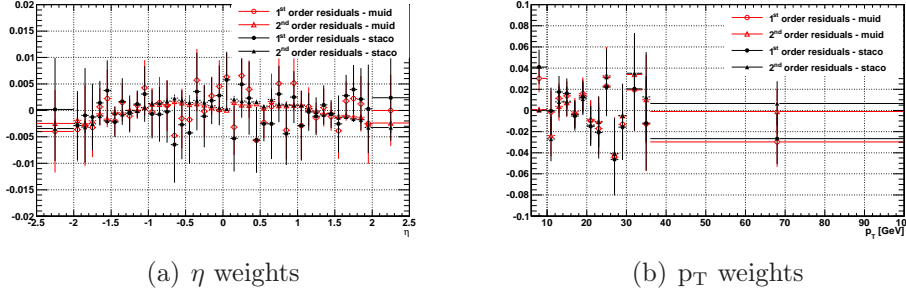 0.02
0.015
0.01
0.005
0
-0.005
-0.01
-0.015
-0.02
-2.5 -2 -1.5 -1 -0.5 0 0.5 1 1.5 2 2.5
η
1st order residuals - muid
2nd order residuals - muid
1st order residuals - staco
2nd order residuals - staco
(a) η weights
0.1
0.08
0.06
0.04
0.02
0
-0.02
-0.04
-0.06
-0.08
-0.1
10 20 30 40 50 60 70 80 90 100
pT [GeV]
1st order residuals - muid
2nd order residuals - muid
1st order residuals - staco
2nd order residuals - staco
(b) pT weights